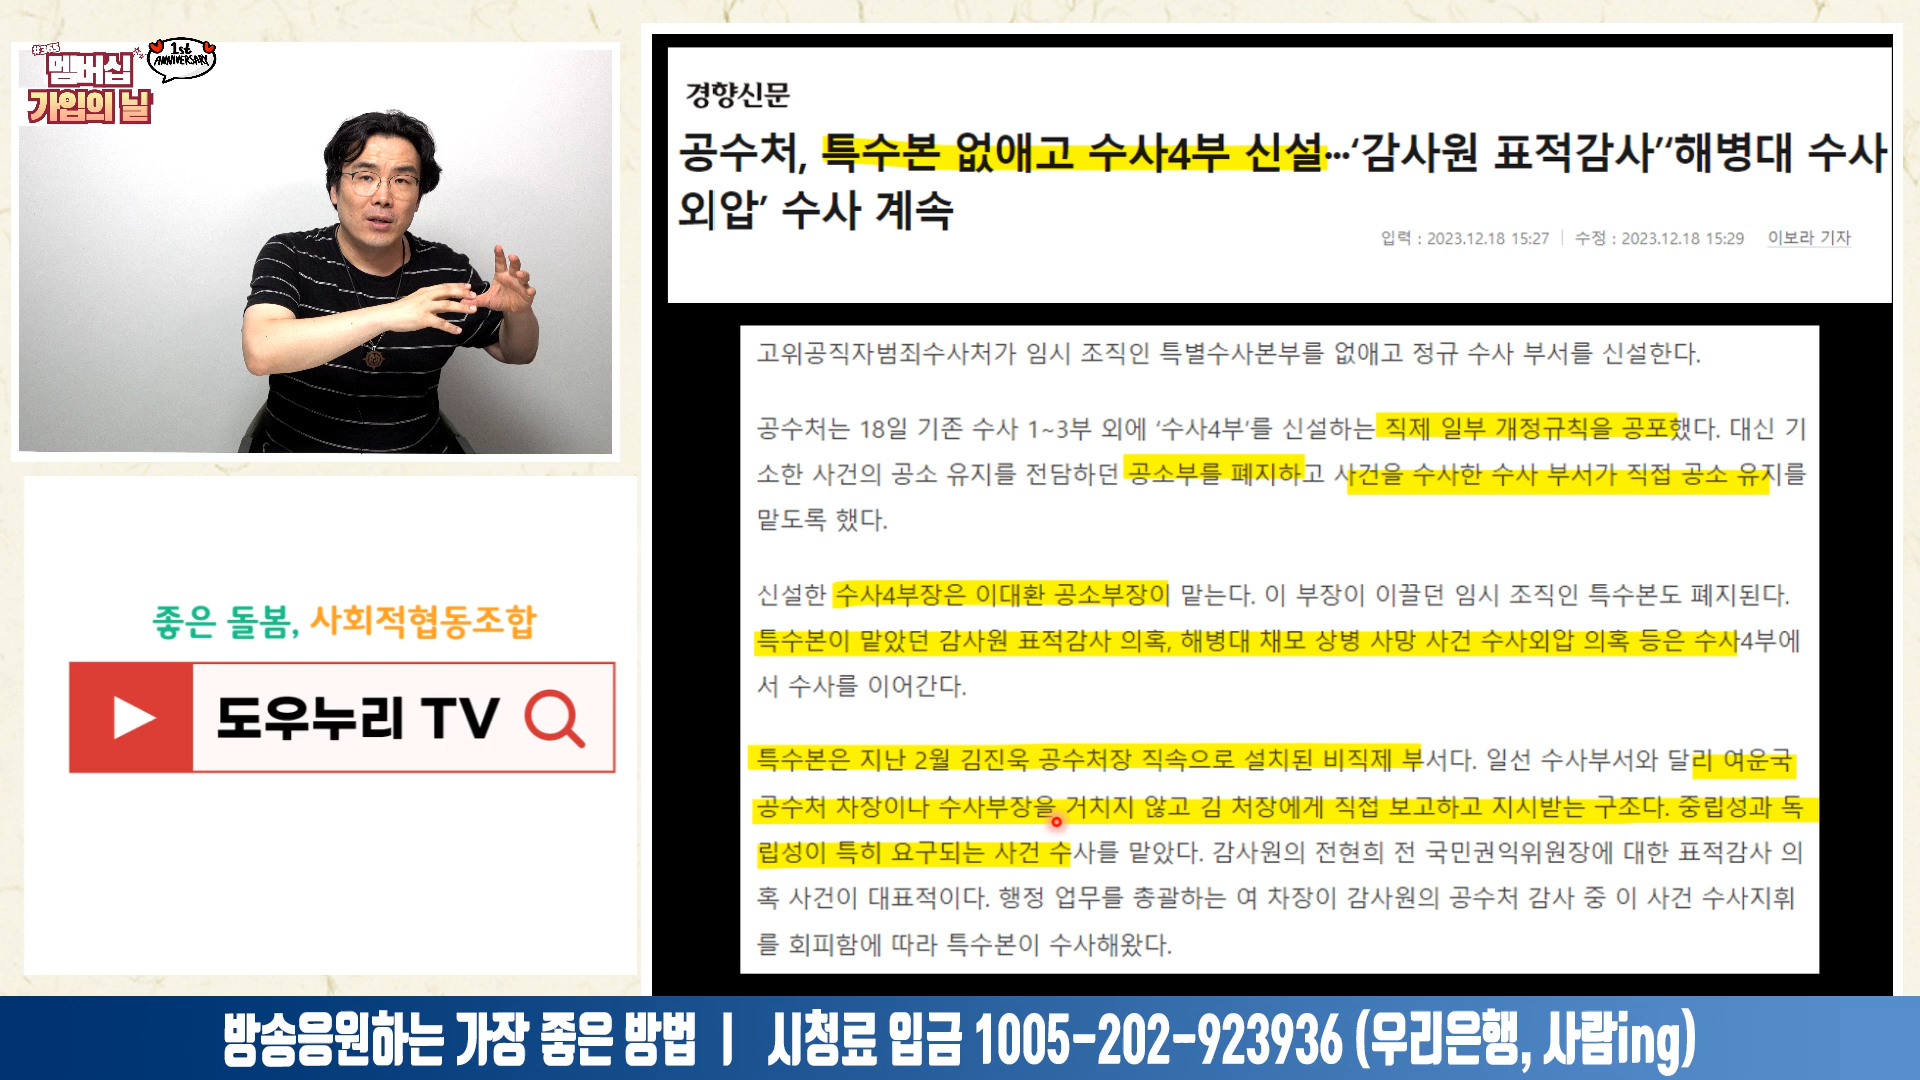 #365
멤버십
가입의 닐
1st
ANNIVERSARY!
경향신문
공수처, 특수본 없애고 수사4부 신설…‘감사원 표적감사’‘해병대 수사
외압’ 수사 계속
입력 : 2023.12.18 15:27 | 수정 : 2023.12.18 15:29 이보라 기자
고위공직자범죄수사처가 임시 조직인 특별수사본부를 없애고 정규 수사 부서를 신설한다.
공수처는 18일 기존 수사 1~3부 외에 ‘수사4부’를 신설하는 직제 일부 개정규칙을 공포했다. 대신 기
소한 사건의 공소 유지를 전담하던 공소부를 폐지하고 사건을 수사한 수사 부서가 직접 공소 유지를
맡도록 했다.
신설한 수사4부장은 이대환 공소부장이 맡는다. 이 부장이 이끌던 임시 조직인 특수본도 폐지된다.
특수본이 맡았던 감사원 표적감사 의혹, 해병대 채모 상병 사망 사건 수사외압 의혹 등은 수사4부에
서 수사를 이어간다.
특수본은 지난 2월 김진욱 공수처장 직속으로 설치된 비직제 부서다. 일선 수사부서와 달리 여운국
공수처 차장이나 수사부장을 거치지 않고 김 처장에게 직접 보고하고 지시받는 구조다. 중립성과 독
립성이 특히 요구되는 사건 수사를 맡았다. 감사원의 전현희 전 국민권익위원장에 대한 표적감사 의
혹 사건이 대표적이다. 행정 업무를 총괄하는 여 차장이 감사원의 공수처 감사 중 이 사건 수사지휘
를 회피함에 따라 특수본이 수사해왔다.
좋은 돌봄, 사회적협동조합
도우누리 TV
방송응원하는 가장 좋은 방법 | 시청료 입금 1005-202-923936 (우리은행, 사람ing)